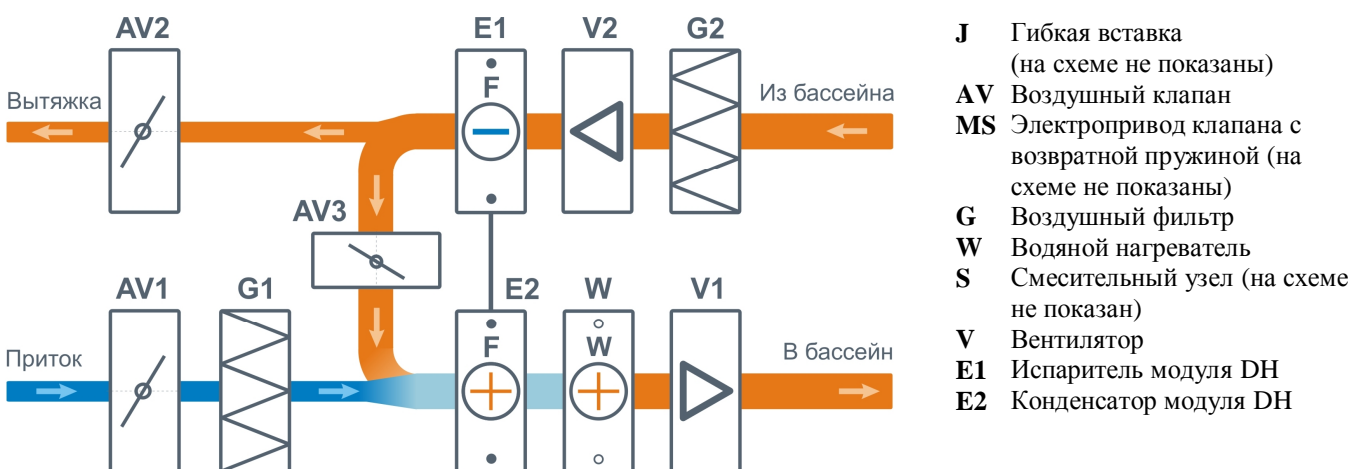 AV2 E1 V2 G2
F
Вытяжка
Из бассейна
AV3
AV1 G1 E2 W V1
F W
Приток
В бассейн
J Гибкая вставка
(на схеме не показаны)
AV Воздушный клапан
MS Электропривод клапана с
возвратной пружиной (на
схеме не показаны)
G Воздушный фильтр
W Водяной нагреватель
S Смесительный узел (на схеме
не показан)
V Вентилятор
E1 Испаритель модуля DH
E2 Конденсатор модуля DH